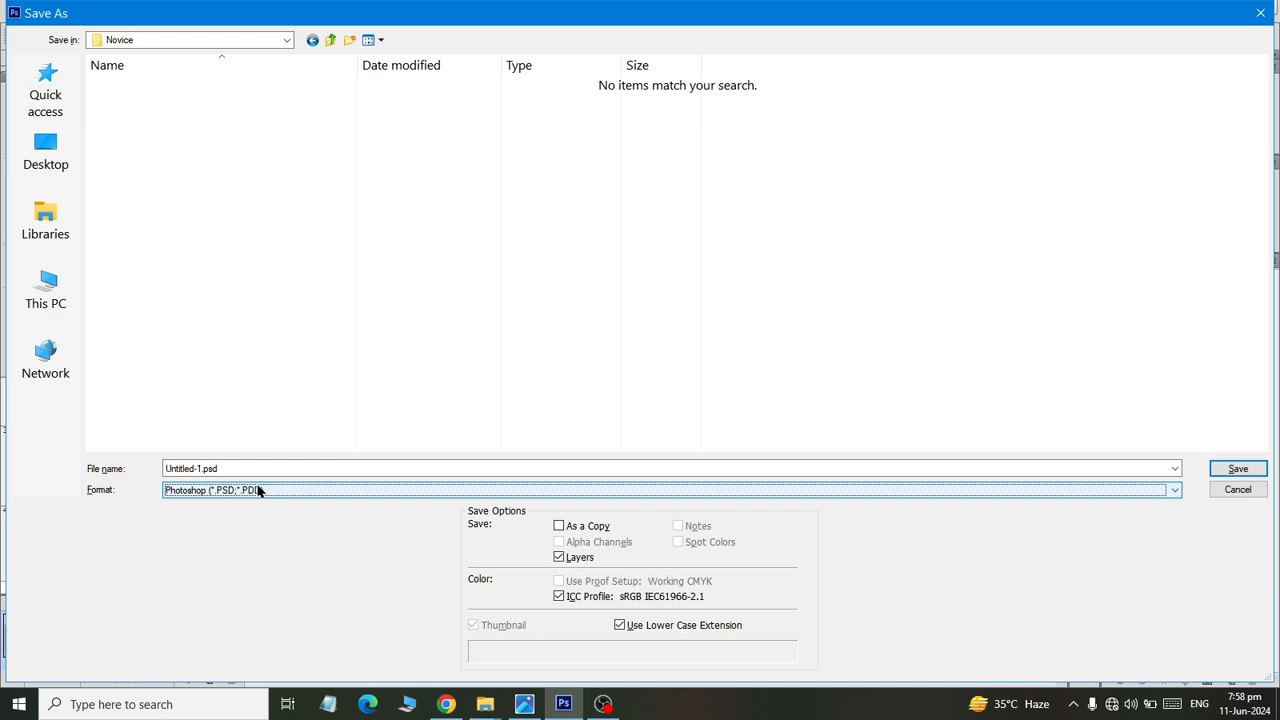 Ps Save As
Save in: Novice
Name Date modified Type Size
No items match your search.
Quick
access
Desktop
Libraries
This PC
Network
File name: Untitled-1.psd Save
Format: Photoshop (*.PSD;*.PDD) Cancel
Save Options
Save: As a Copy Notes
Alpha Channels Spot Colors
Layers
Color: Use Proof Setup: Working CMYK
ICC Profile: sRGB IEC61966-2.1
Thumbnail Use Lower Case Extension
Type here to search Ps 35°C Haze ENG 7:58 pm
11-Jun-2024